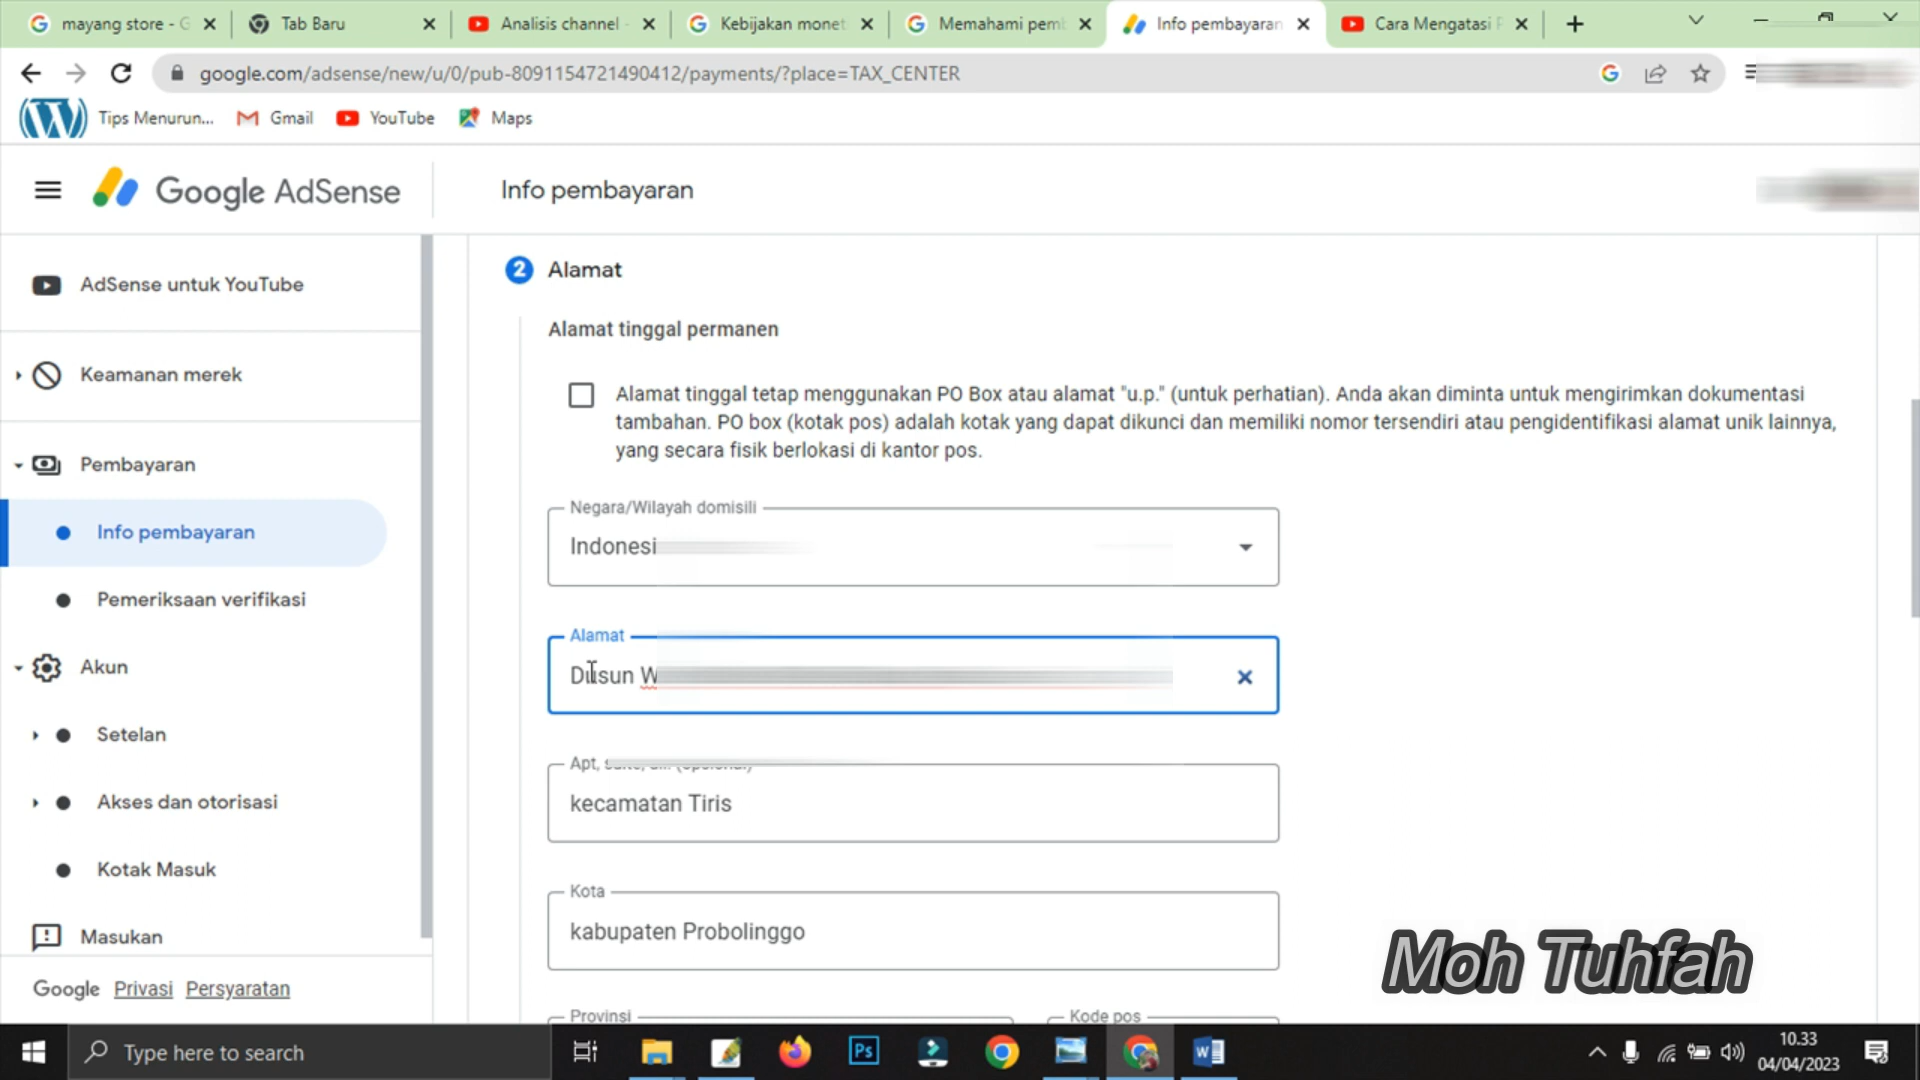 mayang store - G
Tab Baru
Analisis channel -
Kebijakan monet
Memahami pemb
Info pembayaran
Cara Mengatasi P
google.com/adsense/new/u/0/pub-8091154721490412/payments/?place=TAX_CENTER
Tips Menurun...
Gmail
YouTube
Maps
Google AdSense
Info pembayaran
AdSense untuk YouTube
Keamanan merek
Pembayaran
Info pembayaran
Pemeriksaan verifikasi
Akun
Setelan
Akses dan otorisasi
Kotak Masuk
Masukan
Google Privasi Persyaratan
2 Alamat
Alamat tinggal permanen
Alamat tinggal tetap menggunakan PO Box atau alamat "u.p." (untuk perhatian). Anda akan diminta untuk mengirimkan dokumentasi
tambahan. PO box (kotak pos) adalah kotak yang dapat dikunci dan memiliki nomor tersendiri atau pengidentifikasi alamat unik lainnya,
yang secara fisik berlokasi di kantor pos.
Negara/Wilayah domisili
Indonesi
Alamat
Dusun W
Apt,
kecamatan Tiris
Kota
kabupaten Probolinggo
Provinsi
Kode pos
Moh Tuhfah
Type here to search
Ps
10.33
04/04/2023